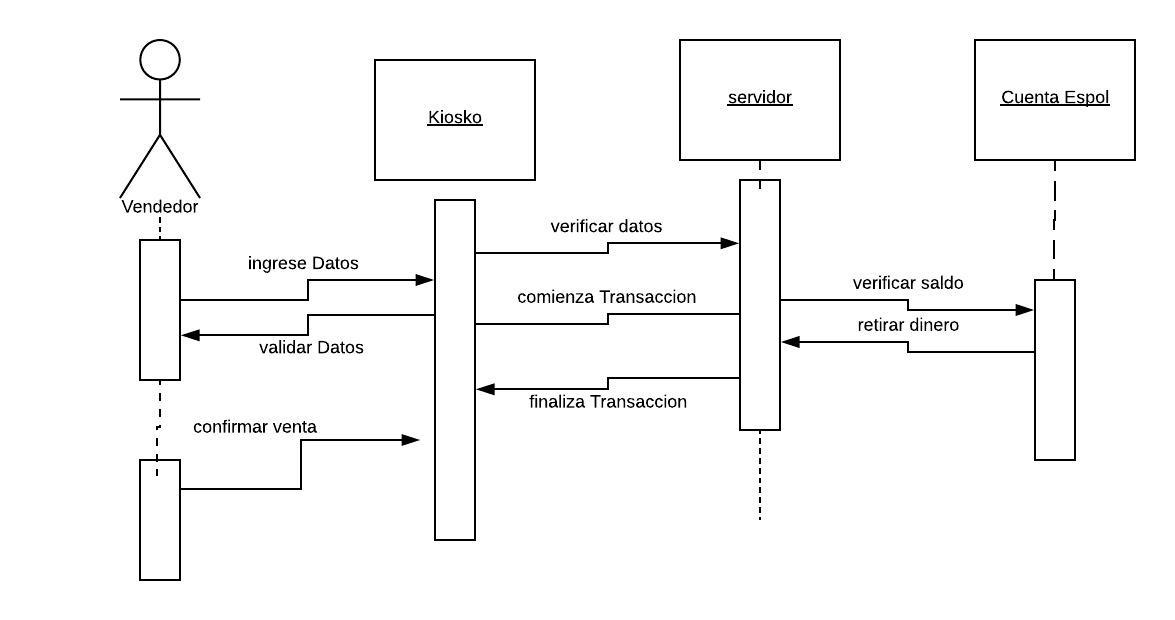 Kiosko
servidor
Cuenta Espol
Vendedor
verificar datos
ingrese Datos
verificar saldo
comienza Transaccion
retirar dinero
validar Datos
finaliza Transaccion
confirmar venta